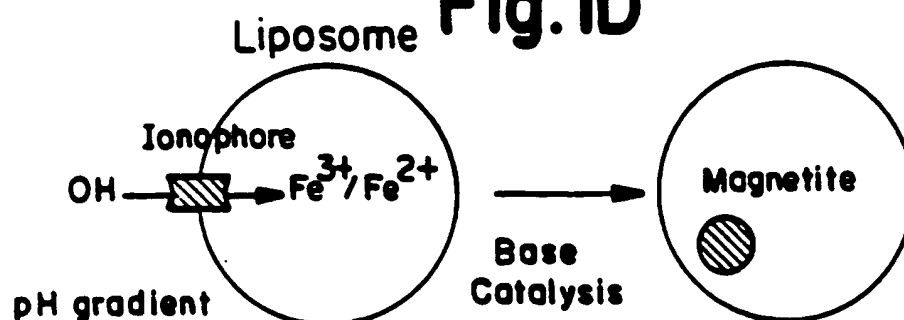 Fig. 1D
Liposome
Ionophore
OH
Fe3+/Fe2+
Magnetite
Base
Catalysis
pH gradient